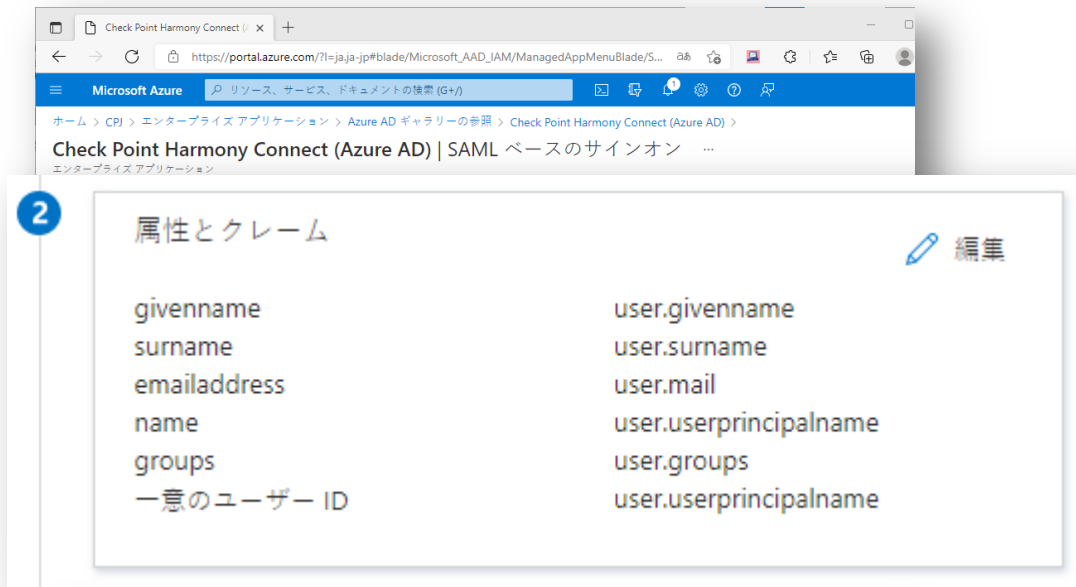 Check Point Harmony Connect (A
https://portal.azure.com/?l=ja.ja-jp#blade/Microsoft_AAD_IAM/ManagedAppMenuBlade/S... aあ
Microsoft Azure リソース、サービス、ドキュメントの検索 (G+/) 1
ホーム > CPJ > エンタープライズ アプリケーション > Azure AD ギャラリーの参照 > Check Point Harmony Connect (Azure AD) >
Check Point Harmony Connect (Azure AD) | SAML ベースのサインオン ...
エンタープライズ アプリケーション
2
属性とクレーム
編集
givenname user.givenname
surname user.surname
emailaddress user.mail
name user.userprincipalname
groups user.groups
一意のユーザー ID user.userprincipalname